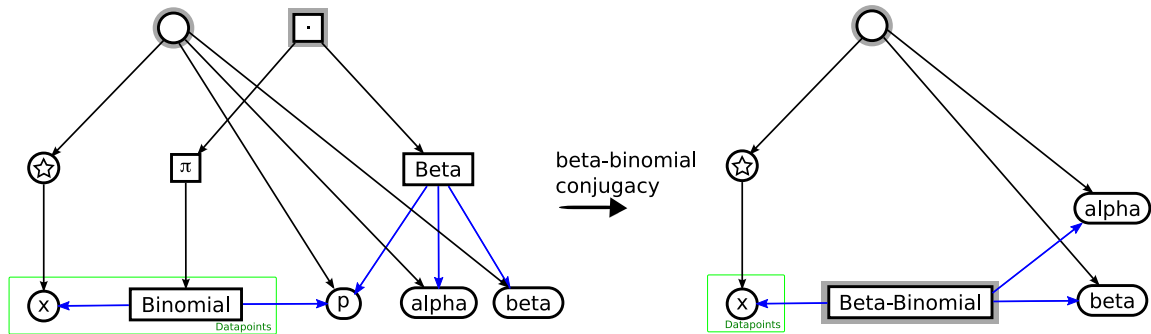 ·
π
Beta
x
Binomial
p
alpha
beta
Datapoints
beta-binomial
conjugacy
alpha
x
Beta-Binomial
beta
Datapoints